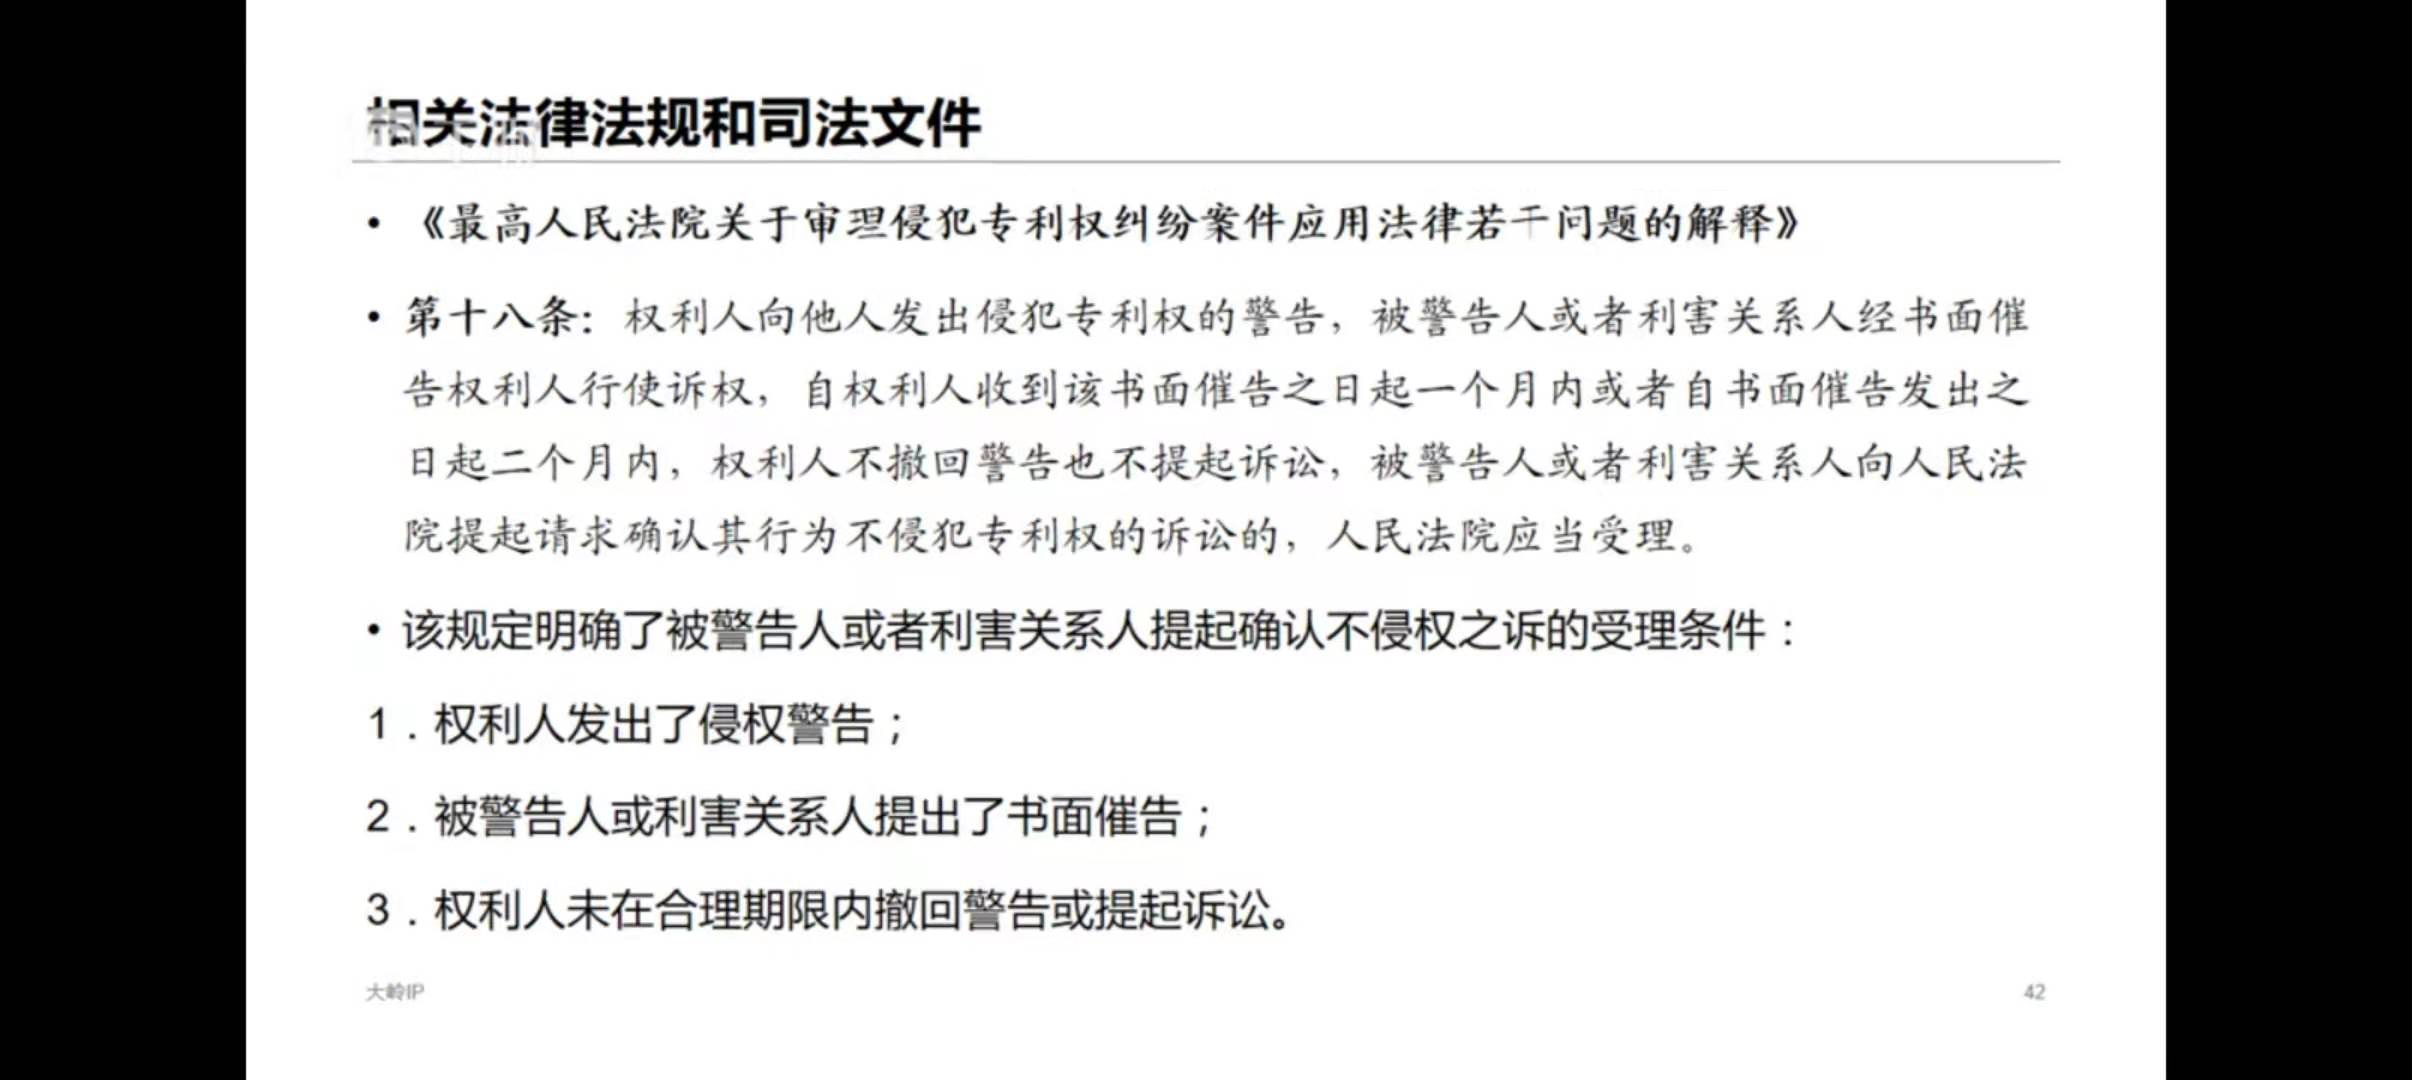 相关法律法规和司法文件
• 《最高人民法院关于审理侵犯专利权纠纷案件应用法律若干问题的解释》
• 第十八条：权利人向他人发出侵犯专利权的警告，被警告人或者利害关系人经书面催
告权利人行使诉权，自权利人收到该书面催告之日起一个月内或者自书面催告发出之
日起二个月内，权利人不撤回警告也不提起诉讼，被警告人或者利害关系人向人民法
院提起请求确认其行为不侵犯专利权的诉讼的，人民法院应当受理。
• 该规定明确了被警告人或者利害关系人提起确认不侵权之诉的受理条件：
1．权利人发出了侵权警告；
2．被警告人或利害关系人提出了书面催告；
3．权利人未在合理期限内撤回警告或提起诉讼。
大岭IP
42